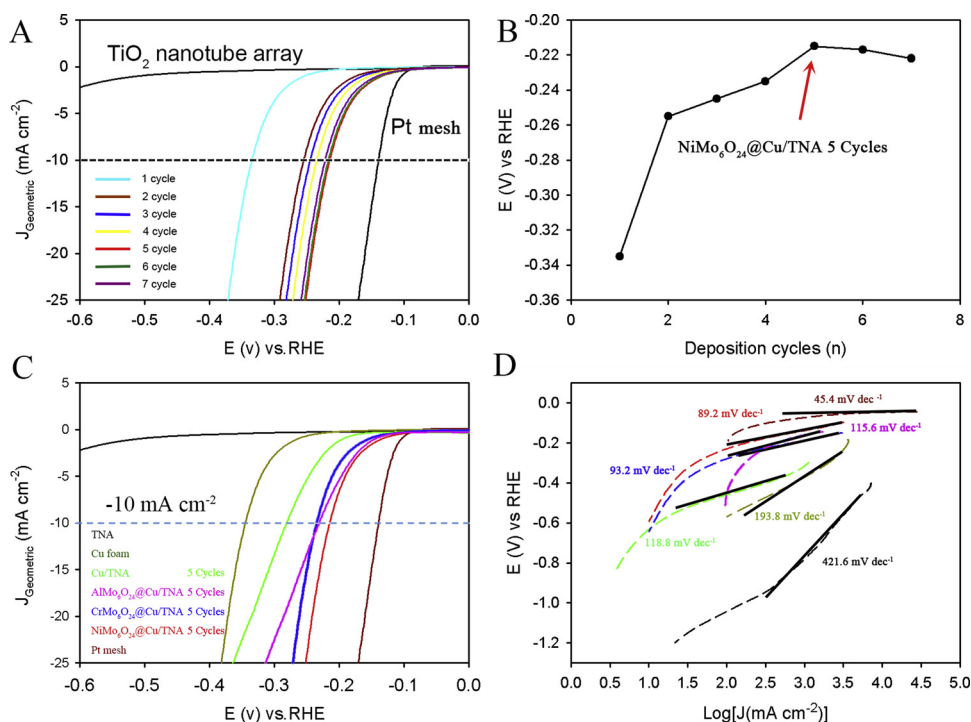 A
TiO2 nanotube array
Pt mesh
1 cycle
2 cycle
3 cycle
4 cycle
5 cycle
6 cycle
7 cycle
5
0
-5
-10
-15
-20
-25
-0.6 -0.5 -0.4 -0.3 -0.2 -0.1 0.0
JGeometric (mA cm-2)
E (v) vs.RHE
B
-0.20
-0.22
-0.24
-0.26
-0.28
-0.30
-0.32
-0.34
-0.36
0 2 4 6 8
E (V) vs RHE
Deposition cycles (n)
NiMo6O24@Cu/TNA 5 Cycles
C
-10 mA cm-2
TNA
Cu foam
Cu/TNA 5 Cycles
AlMo6O24@Cu/TNA 5 Cycles
CrMo6O24@Cu/TNA 5 Cycles
NiMo6O24@Cu/TNA 5 Cycles
Pt mesh
5
0
-5
-10
-15
-20
-25
-0.6 -0.5 -0.4 -0.3 -0.2 -0.1 0.0
JGeometric (mA cm-2)
E (v) vs.RHE
D
45.4 mV dec-1
89.2 mV dec-1
115.6 mV dec-1
93.2 mV dec-1
193.8 mV dec-1
118.8 mV dec-1
421.6 mV dec-1
0.0
-0.2
-0.4
-0.6
-0.8
-1.0
-1.2
0.0 0.5 1.0 1.5 2.0 2.5 3.0 3.5 4.0 4.5 5.0
E (V) vs RHE
Log[J(mA cm-2)]